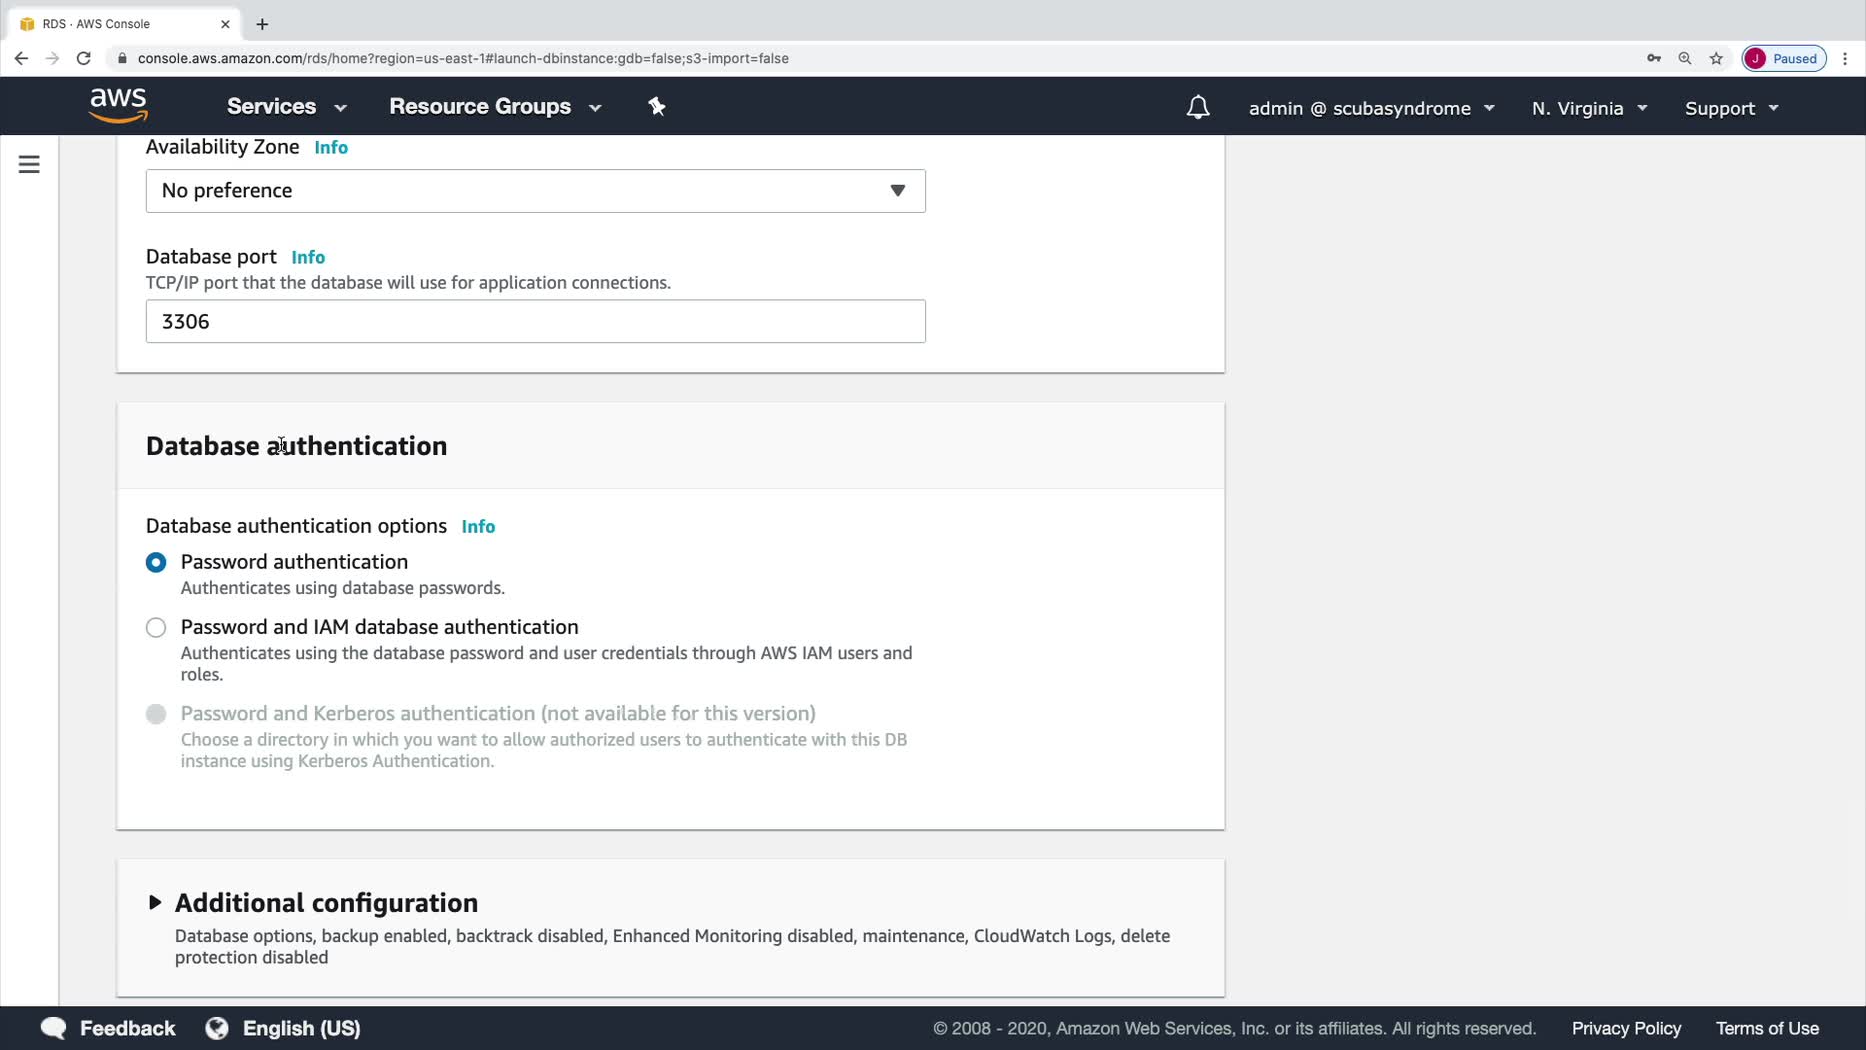 RDS · AWS Console
console.aws.amazon.com/rds/home?region=us-east-1#launch-dbinstance:gdb=false;s3-import=false
J Paused
aws Services Resource Groups admin @ scubasyndrome N. Virginia Support
Availability Zone Info
No preference
Database port Info
TCP/IP port that the database will use for application connections.
3306
Database authentication
Database authentication options Info
Password authentication
Authenticates using database passwords.
Password and IAM database authentication
Authenticates using the database password and user credentials through AWS IAM users and
roles.
Password and Kerberos authentication (not available for this version)
Choose a directory in which you want to allow authorized users to authenticate with this DB
instance using Kerberos Authentication.
Additional configuration
Database options, backup enabled, backtrack disabled, Enhanced Monitoring disabled, maintenance, CloudWatch Logs, delete
protection disabled
Feedback English (US) © 2008 - 2020, Amazon Web Services, Inc. or its affiliates. All rights reserved. Privacy Policy Terms of Use